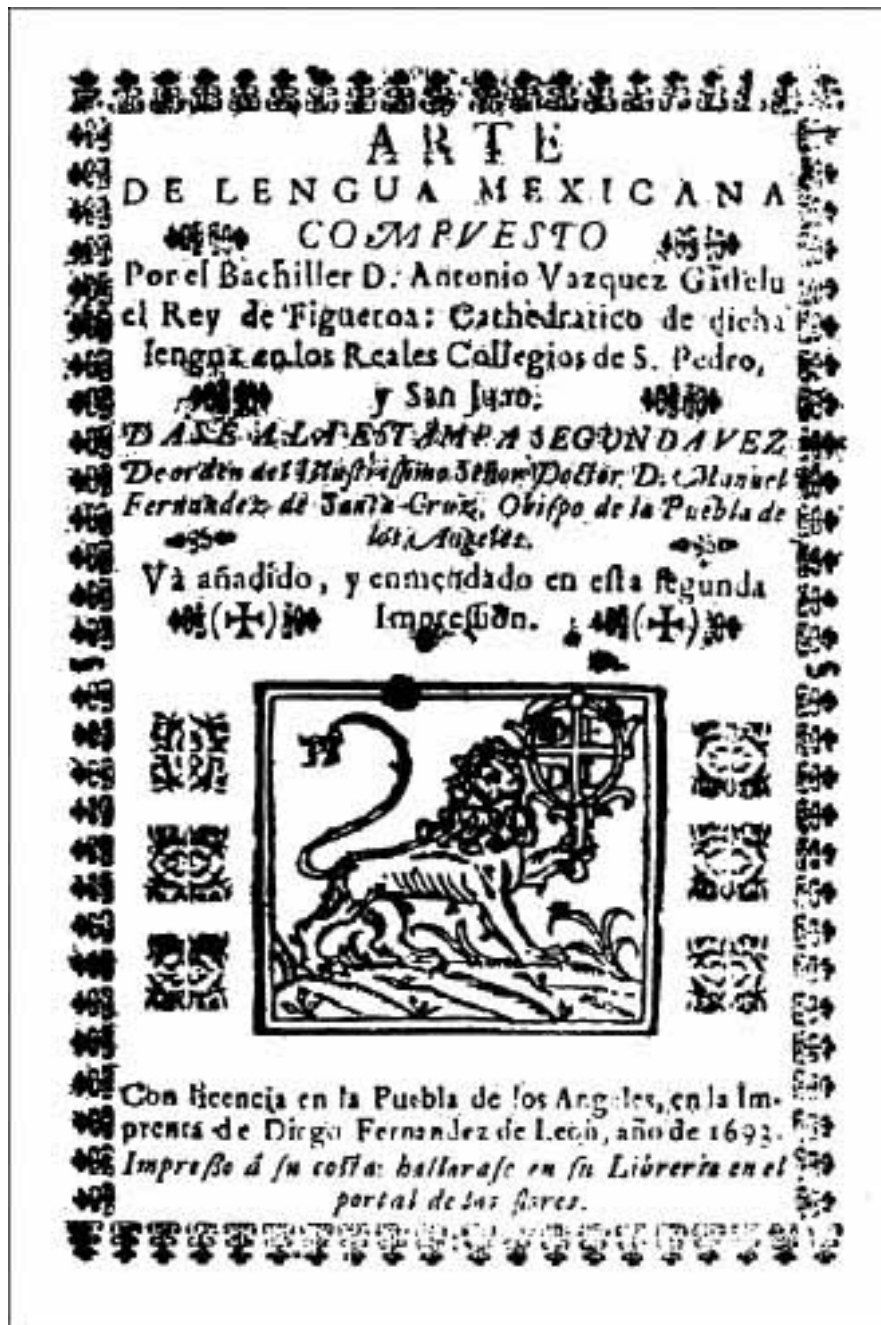 ARTE
DE LENGUA MEXICANA
COMPVESTO
Por el Bachiller D. Antonio Vazquez Gastelu
el Rey de Figueroa: Cathedratico de dicha
lengua en los Reales Collegios de S. Pedro,
y San Juan.
DASE A LA ESTAMPA SEGUNDA VEZ
De orden del Illustrissimo Señor Doctor D. Manuel
Fernandez de Santa-Cruz, Obispo de la Puebla de
los Angeles.
Và añadido, y enmendado en esta segunda
(✠) Impression. (✠)
Con licencia en la Puebla de los Angeles, en la Im-
prenta de Diego Fernandez de Leon, año de 1693.
Impresso á su costa: hallarase en su Libreria en el
portal de las flores.